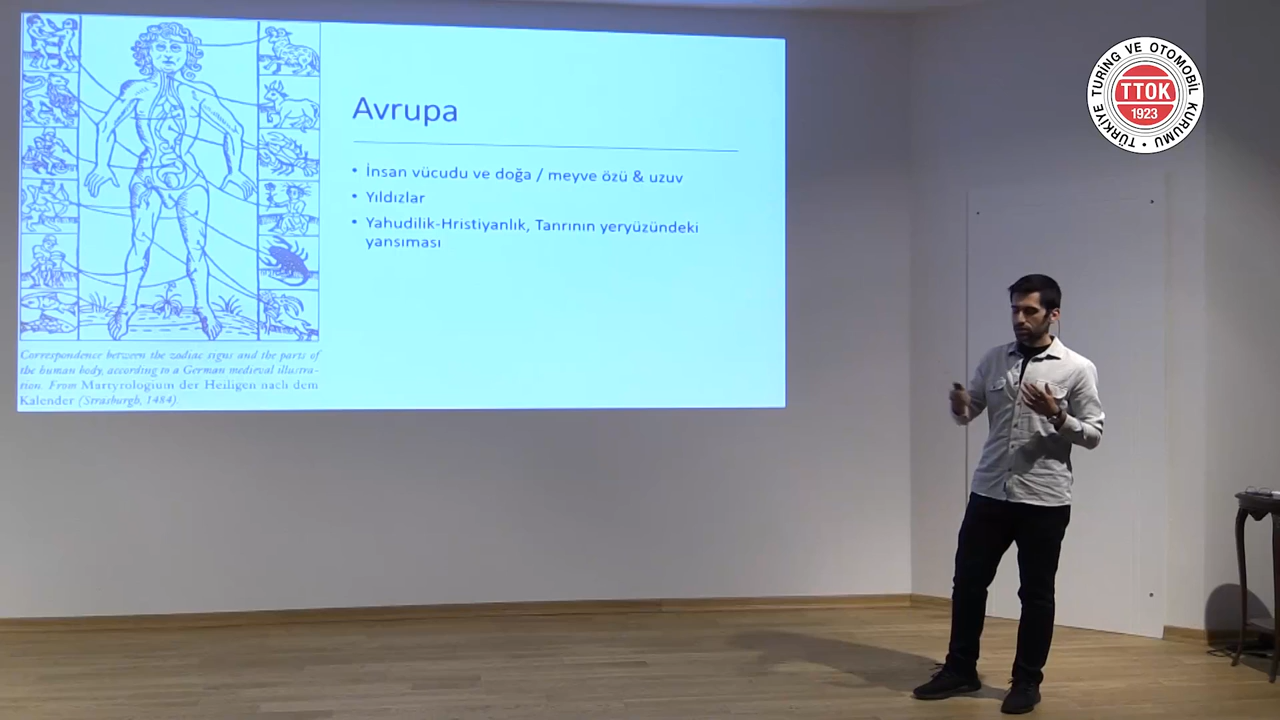 Avrupa
• İnsan vücudu ve doğa / meyve özü & uzuv
• Yıldızlar
• Yahudilik-Hristiyanlık, Tanrının yeryüzündeki
yansıması
Correspondence between the zodiac signs and the parts of
the human body, according to a German medieval illustra-
tion. From Martyrologium der Heiligen nach dem
Kalender (Strasburgh, 1484)
TÜRKİYE TURİNG VE OTOMOBİL KURUMU •
TTOK
1923